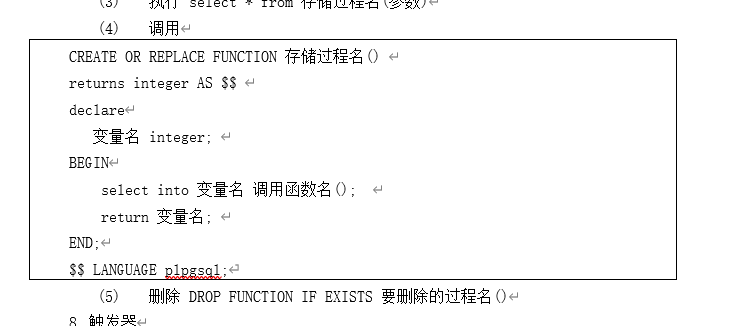 (3) 执行 select * from 存储过程名(参数)
(4) 调用
CREATE OR REPLACE FUNCTION 存储过程名()
returns integer AS $$
declare
变量名 integer;
BEGIN
select into 变量名 调用函数名();
return 变量名;
END;
$$ LANGUAGE plpgsql;
(5) 删除 DROP FUNCTION IF EXISTS 要删除的过程名()
8 触发器